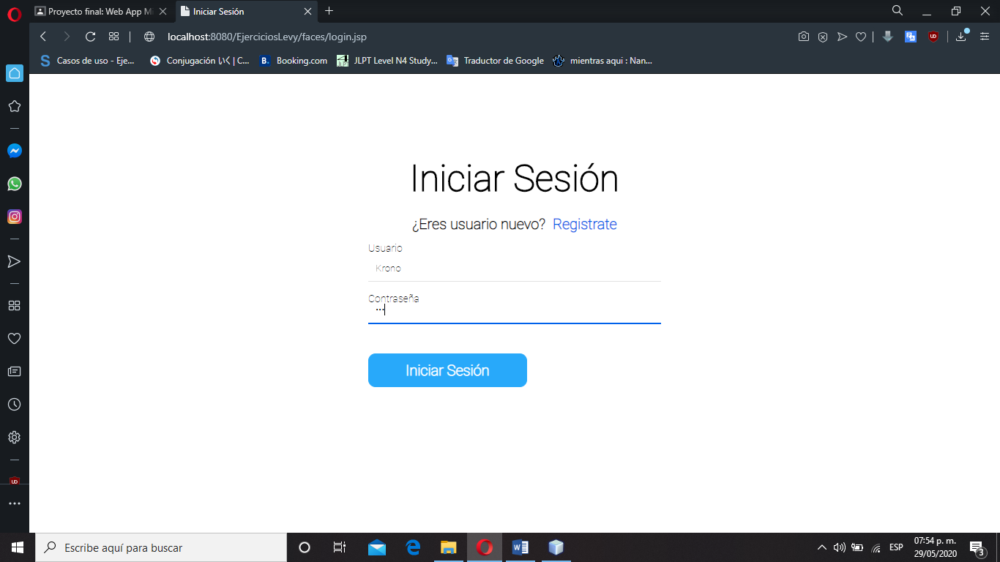 Proyecto final: Web App M
Iniciar Sesión
localhost:8080/EjerciciosLevy/faces/login.jsp
Casos de uso - Eje...
Conjugación いく | C...
B.
Booking.com
JLPT Level N4 Study...
Traductor de Google
mientras aqui : Nan...
Iniciar Sesión
¿Eres usuario nuevo? Registrate
Usuario
Krono
Contraseña
Iniciar Sesión
Escribe aquí para buscar
ESP
07:54 p. m.
29/05/2020
3